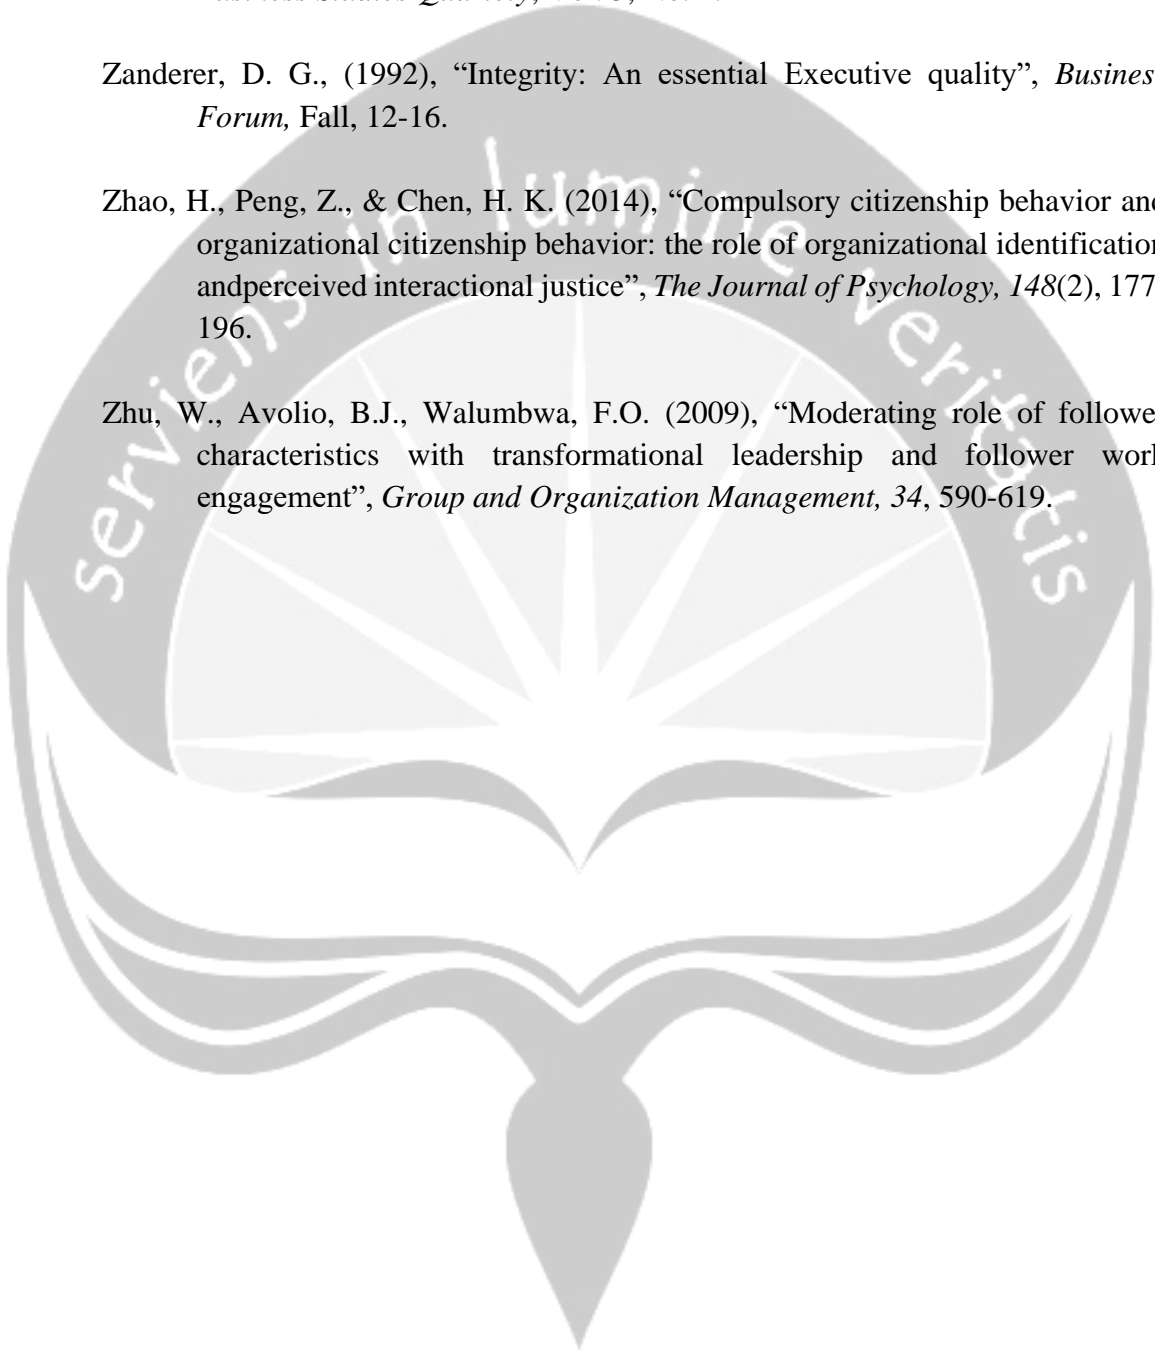 Zanderer, D. G., (1992), “Integrity: An essential Executive quality”, Busines
Forum, Fall, 12-16.
Zhao, H., Peng, Z., & Chen, H. K. (2014), “Compulsory citizenship behavior and
organizational citizenship behavior: the role of organizational identification
andperceived interactional justice”, The Journal of Psychology, 148(2), 177
196.
Zhu, W., Avolio, B.J., Walumbwa, F.O. (2009), “Moderating role of followe
characteristics with transformational leadership and follower work
engagement”, Group and Organization Management, 34, 590-619.
serviens in lumine veritatis